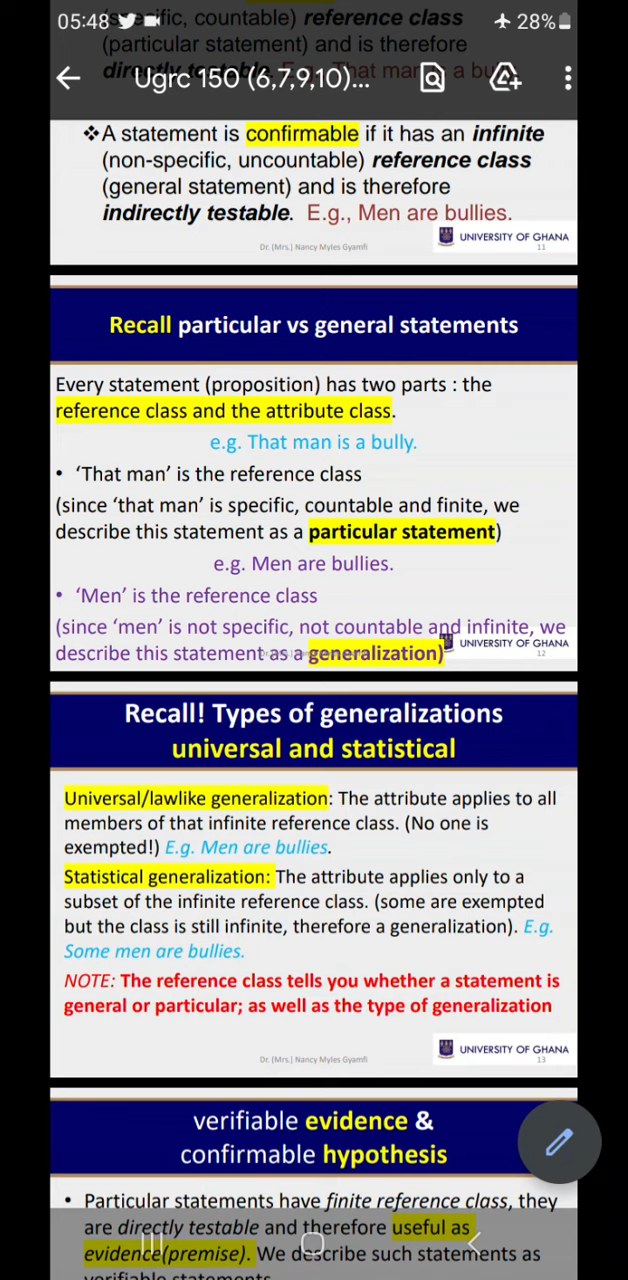 05:48
28%
(specific, countable) reference class
(particular statement) and is therefore
directly testable. E.g., That man is a bully.
Ugrc 150 (6,7,9,10)...
❖A statement is confirmable if it has an infinite
(non-specific, uncountable) reference class
(general statement) and is therefore
indirectly testable. E.g., Men are bullies.
UNIVERSITY OF GHANA
Dr. (Mrs.) Nancy Myles Gyamfi
11
Recall particular vs general statements
Every statement (proposition) has two parts : the
reference class and the attribute class.
e.g. That man is a bully.
• ‘That man’ is the reference class
(since ‘that man’ is specific, countable and finite, we
describe this statement as a particular statement)
e.g. Men are bullies.
• ‘Men’ is the reference class
(since ‘men’ is not specific, not countable and infinite, we
describe this statement as a generalization)
UNIVERSITY OF GHANA
12
Recall! Types of generalizations
universal and statistical
Universal/lawlike generalization: The attribute applies to all
members of that infinite reference class. (No one is
exempted!) E.g. Men are bullies.
Statistical generalization: The attribute applies only to a
subset of the infinite reference class. (some are exempted
but the class is still infinite, therefore a generalization). E.g.
Some men are bullies.
NOTE: The reference class tells you whether a statement is
general or particular; as well as the type of generalization
UNIVERSITY OF GHANA
Dr. (Mrs.) Nancy Myles Gyamfi
13
verifiable evidence &
confirmable hypothesis
• Particular statements have finite reference class, they
are directly testable and therefore useful as
evidence(premise). We describe such statements as
verifiable statements